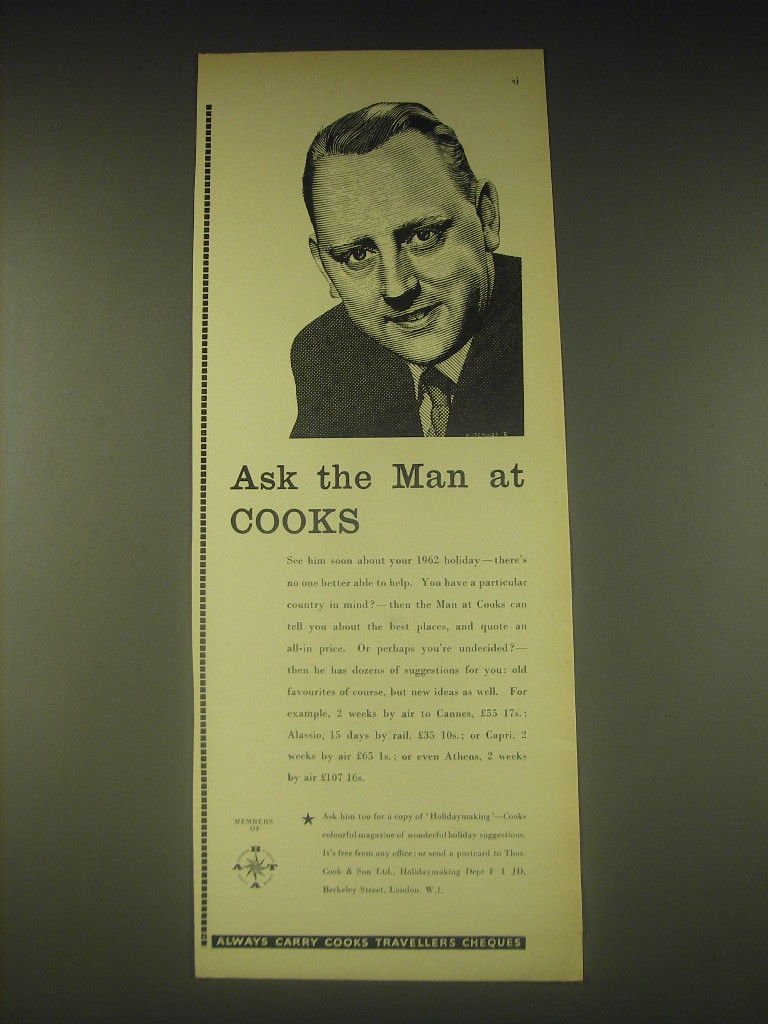 xi
Ask the Man at
COOKS
See him soon about your 1962 holiday—there's
no one better able to help. You have a particular
country in mind?—then the Man at Cooks can
tell you about the best places, and quote an
all-in price. Or perhaps you're undecided?—
then he has dozens of suggestions for you: old
favourites of course, but new ideas as well. For
example, 2 weeks by air to Cannes, £55 17s.;
Alassio, 15 days by rail, £35 10s.; or Capri, 2
weeks by air £65 1s.; or even Athens, 2 weeks
by air £107 16s.
MEMBERS
OF
A B T A
★ Ask him too for a copy of 'Holidaymaking'—Cooks
colourful magazine of wonderful holiday suggestions.
It's free from any office; or send a postcard to Thos.
Cook & Son Ltd., Holidaymaking Dept F 1 JD,
Berkeley Street, London, W.1.
ALWAYS CARRY COOKS TRAVELLERS CHEQUES